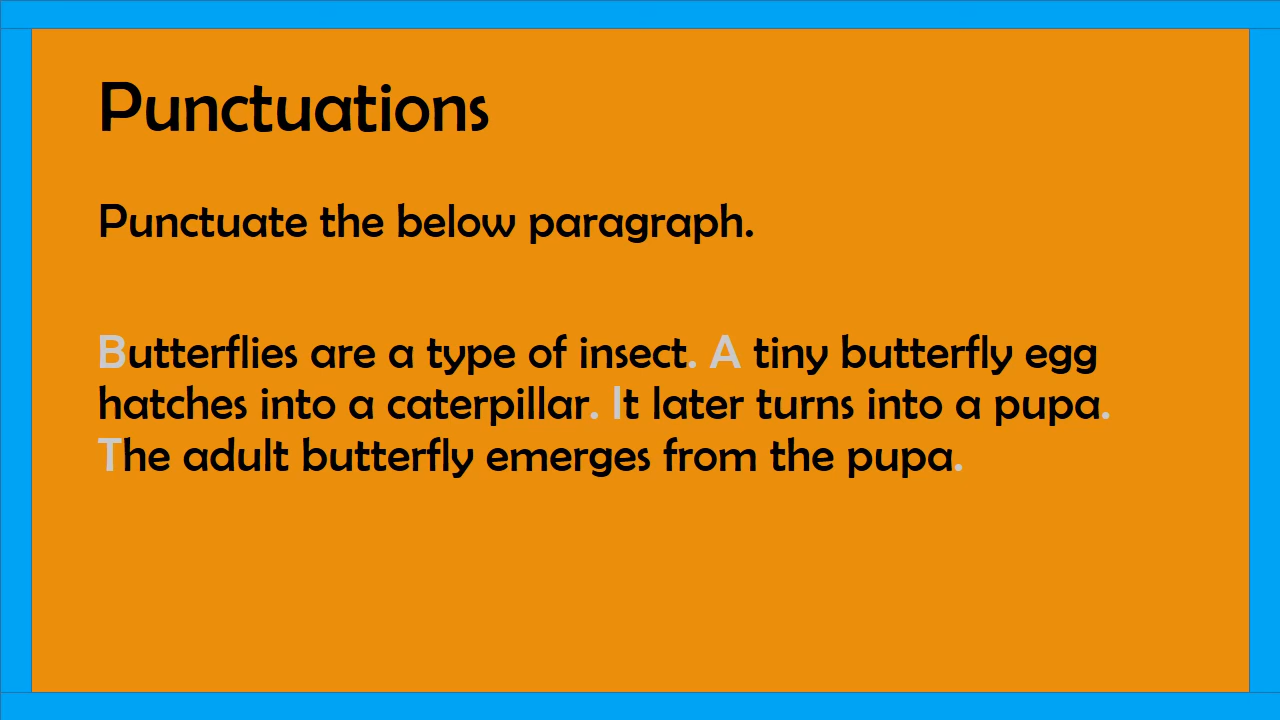 Punctuations
Punctuate the below paragraph.
Butterflies are a type of insect. A tiny butterfly egg
hatches into a caterpillar. It later turns into a pupa.
The adult butterfly emerges from the pupa.